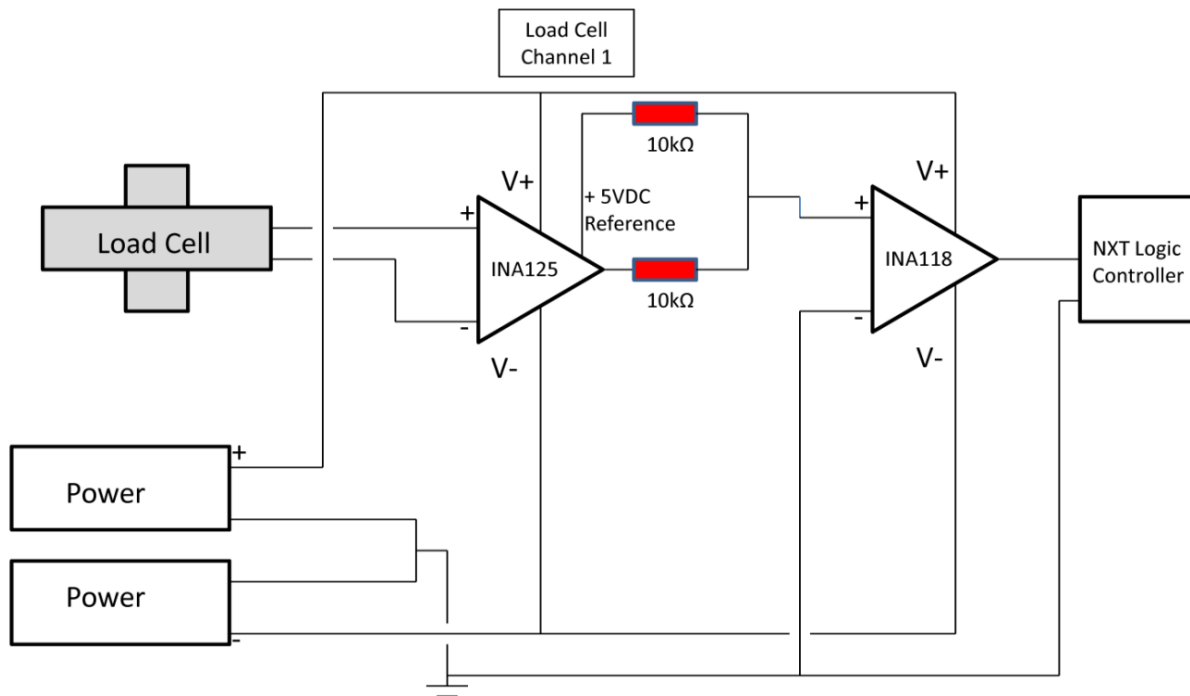 Load Cell
Channel 1
10kΩ
V+
V+
+ 5VDC
Reference
+
+
Load Cell
INA125
INA118
NXT Logic
Controller
10kΩ
-
-
V-
V-
+
Power
Power
-